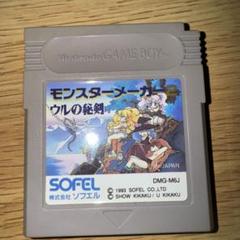 Nintendo GAME BOY™
モンスターメーカー
ウルの秘剣
DMG-M6J
JAPAN
SOFEL
株式会社 ソフエル
© 1993 SOFEL CO.,LTD
© SHOW KIKAKU / U KIKAKU